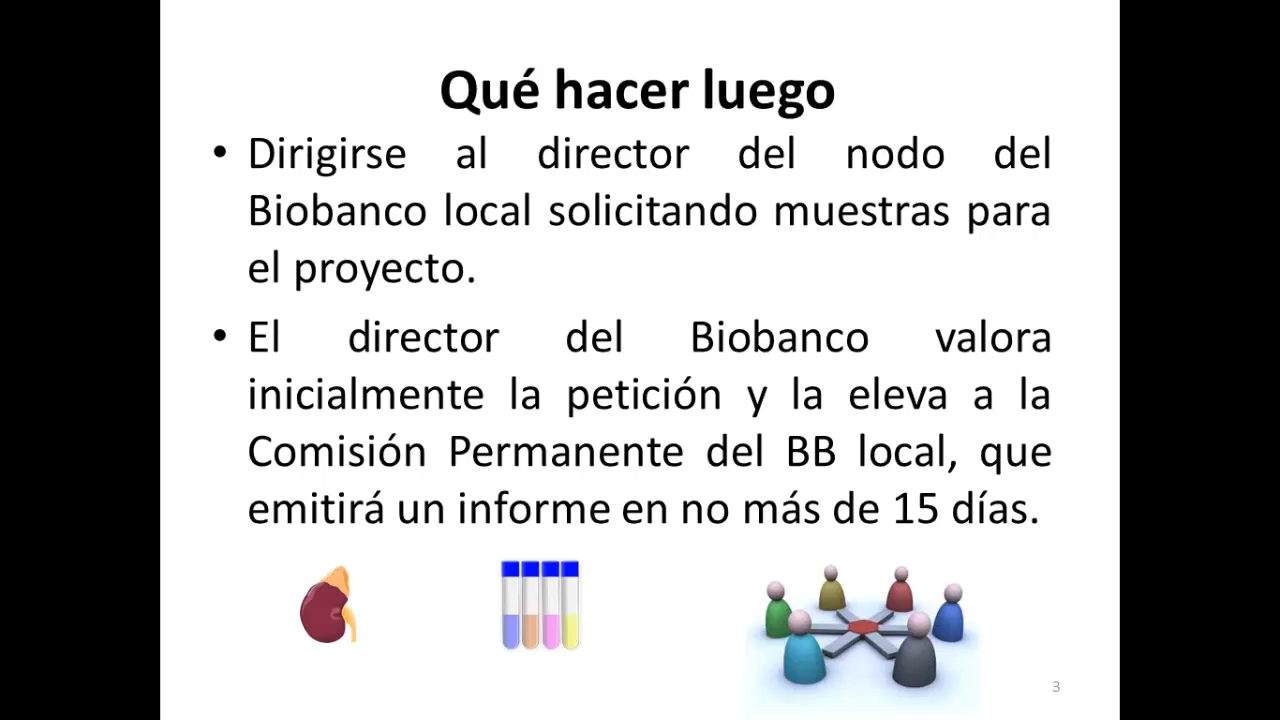 Qué hacer luego
• Dirigirse al director del nodo del
Biobanco local solicitando muestras para
el proyecto.
• El director del Biobanco valora
inicialmente la petición y la eleva a la
Comisión Permanente del BB local, que
emitirá un informe en no más de 15 días.
3